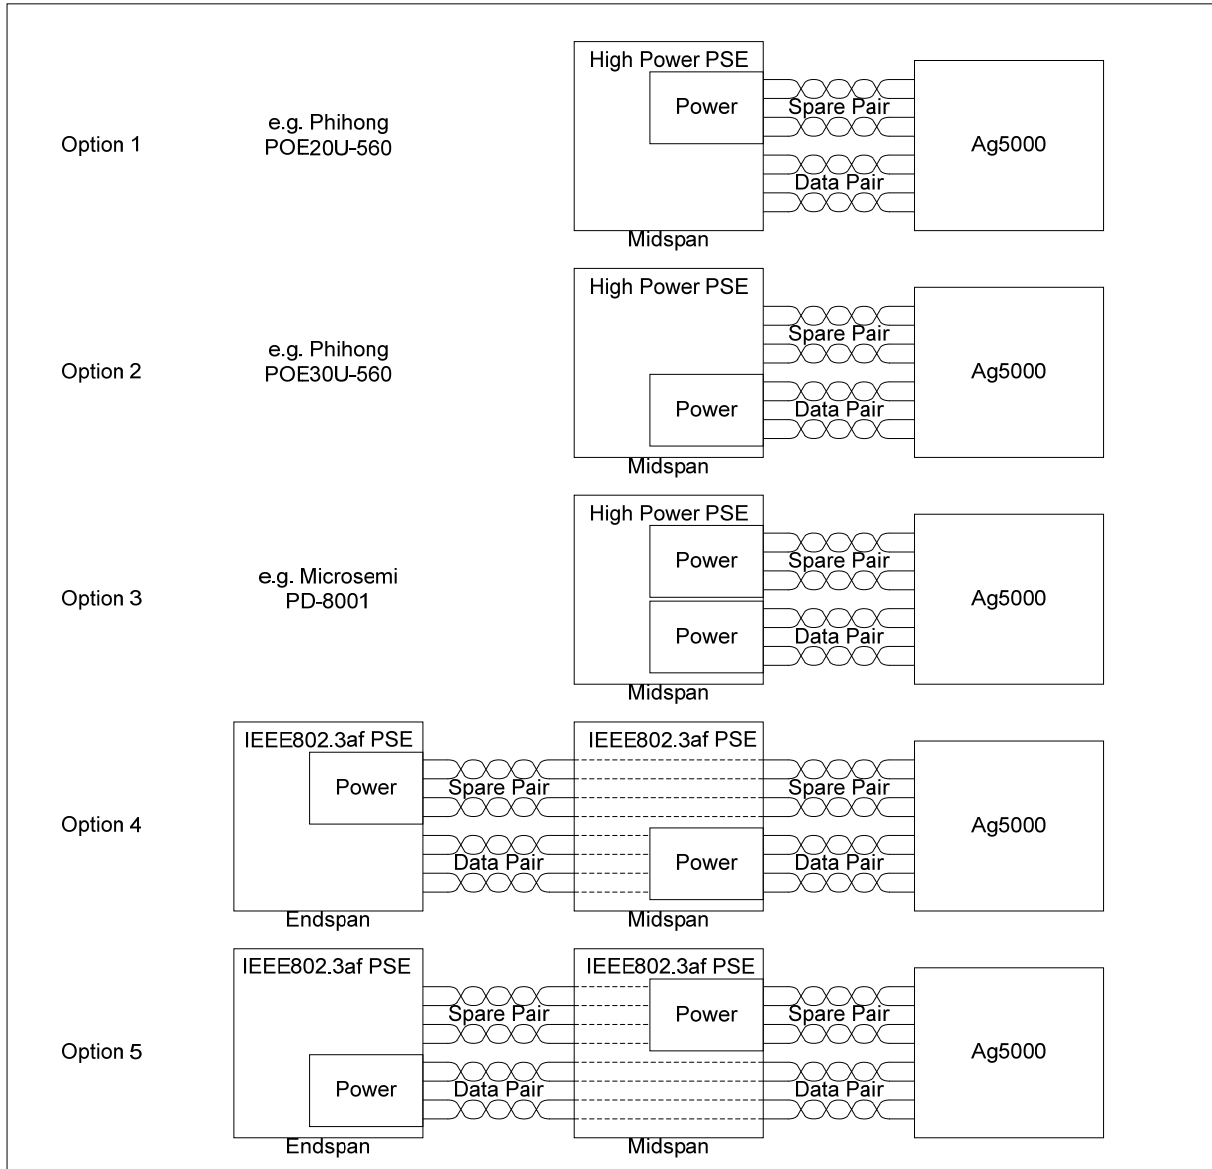 High Power PSE
Power
Spare Pair
Option 1
e.g. Phihong
POE20U-560
Ag5000
Data Pair
Midspan
High Power PSE
Spare Pair
Option 2
e.g. Phihong
POE30U-560
Ag5000
Power
Data Pair
Midspan
High Power PSE
Power
Spare Pair
Option 3
e.g. Microsemi
PD-8001
Ag5000
Power
Data Pair
Midspan
IEEE802.3af PSE
IEEE802.3af PSE
Power
Spare Pair
Spare Pair
Option 4
Ag5000
Data Pair
Power
Data Pair
Endspan
Midspan
IEEE802.3af PSE
IEEE802.3af PSE
Spare Pair
Power
Spare Pair
Option 5
Ag5000
Power
Data Pair
Data Pair
Endspan
Midspan